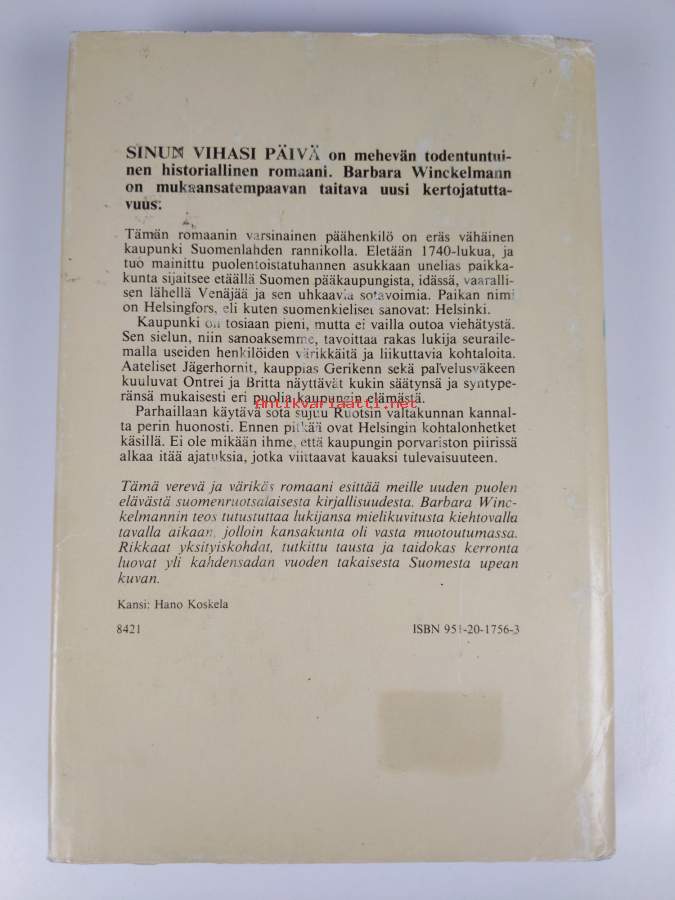 SINUN VIHASI PÄIVÄ on mehevän todentuntui-
nen historiallinen romaani. Barbara Winckelmann
on mukaansatempaavan taitava uusi kertojatutta-
vuus.
Tämän romaanin varsinainen päähenkilö on eräs vähäinen
kaupunki Suomenlahden rannikolla. Eletään 1740-lukua, ja
tuo mainittu puolentoistatuhannen asukkaan unelias paikka-
kunta sijaitsee etäällä Suomen pääkaupungista, idässä, vaaralli-
sen lähellä Venäjää ja sen uhkaavia sotavoimia. Paikan nimi
on Helsingfors, eli kuten suomenkieliset sanovat: Helsinki.
Kaupunki on tosiaan pieni, mutta ei vailla outoa viehätystä.
Sen sielun, niin sanoaksemme, tavoittaa rakas lukija seuraile-
malla useiden henkilöiden värikkäitä ja liikuttavia kohtaloita.
Aateliset Jägerhornit, kauppias Gerikenn sekä palvelusväkeen
kuuluvat Ontrei ja Britta näyttävät kukin säätynsä ja syntype-
ränsä mukaisesti eri puolia kaupungin elämästä.
antikvariaatti.net
Parhaillaan käytävä sota sujuu Ruotsin valtakunnan kannal-
ta perin huonosti. Ennen pitkää ovat Helsingin kohtalonhetket
käsillä. Ei ole mikään ihme, että kaupungin porvariston piirissä
alkaa itää ajatuksia, jotka viittaavat kauaksi tulevaisuuteen.
Tämä verevä ja värikäs romaani esittää meille uuden puolen
elävästä suomenruotsalaisesta kirjallisuudesta. Barbara Winc-
kelmannin teos tutustuttaa lukijansa mielikuvitusta kiehtovalla
tavalla aikaan, jolloin kansakunta oli vasta muotoutumassa.
Rikkaat yksityiskohdat, tutkittu tausta ja taidokas kerronta
luovat yli kahdensadan vuoden takaisesta Suomesta upean
kuvan.
Kansi: Hano Koskela
8421 ISBN 951-20-1756-3